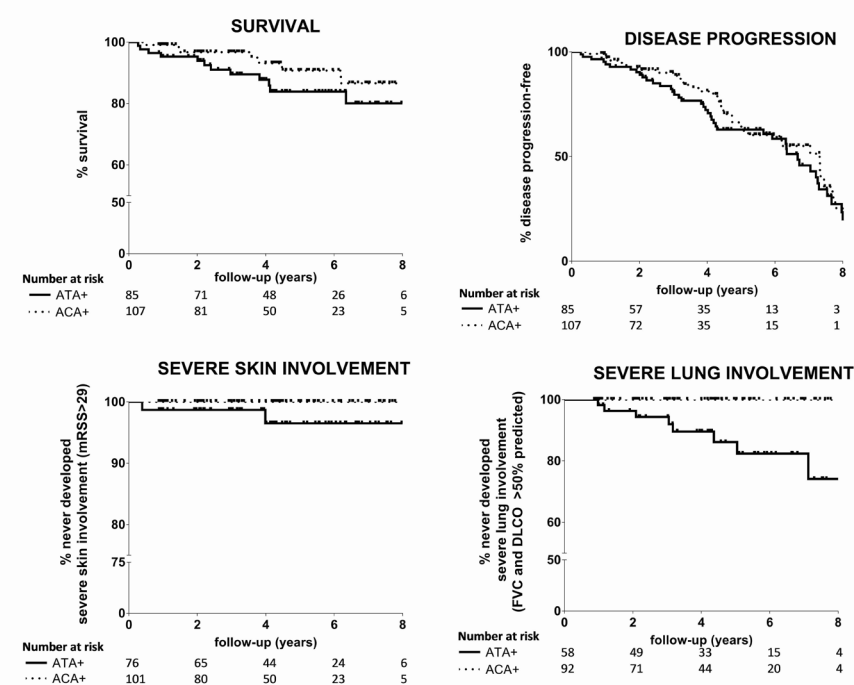 SURVIVAL
% survival
100
80
60
50
0
0 2 4 6 8
follow-up (years)
Number at risk
ATA+ 85 71 48 26 6
ACA+ 107 81 50 23 5
DISEASE PROGRESSION
% disease progression-free
100
50
0
0 2 4 6 8
follow-up (years)
Number at risk
ATA+ 85 57 35 13 3
ACA+ 107 72 35 15 1
SEVERE SKIN INVOLVEMENT
% never developed
severe skin involvement (mRSS>29)
100
90
80
75
0
0 2 4 6 8
follow-up (years)
Number at risk
ATA+ 76 65 44 24 6
ACA+ 101 80 50 23 5
SEVERE LUNG INVOLVEMENT
% never developed
severe lung involvement
(FVC and DLCO >50% predicted)
100
80
60
50
0
0 2 4 6 8
follow-up (years)
Number at risk
ATA+ 58 49 33 15 4
ACA+ 92 71 44 20 4